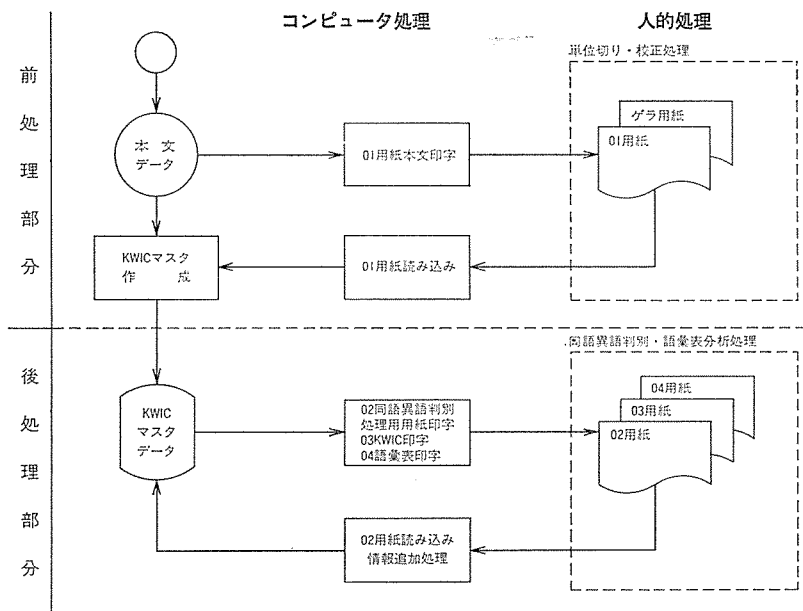 コンピュータ処理
人的処理
前処理部分
単位切り・校正処理
本文
データ
01用紙本文印字
ゲラ用紙
01用紙
KWICマスタ
作成
01用紙読み込み
後処理部分
同語異語判別・語彙表分析処理
KWIC
マスタ
データ
02同語異語判別
処理用用紙印字
03KWIC印字
04語彙表印字
04用紙
03用紙
02用紙
02用紙読み込み
情報追加処理